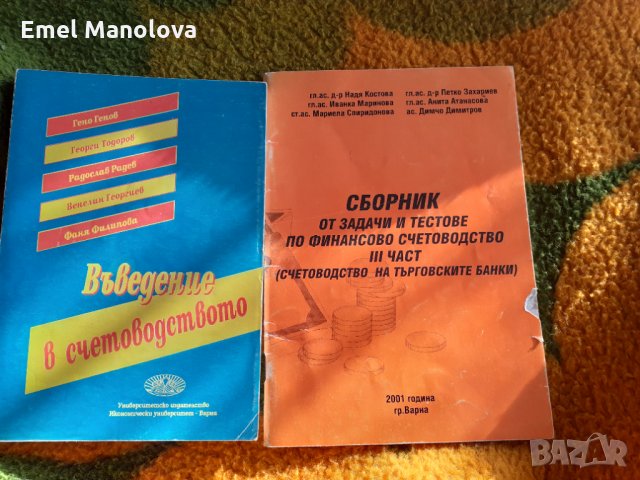 Emel Manolova
Гено Генов
Георги Тодоров
Радослав Радев
Венелин Георгиев
Фаня Филипова
Въведение
в счетоводството
Университетско издателство
Икономически университет - Варна
гл.ас. д-р Надя Костова
гл.ас. Иванка Маринова
ст.ас. Мариела Спиридонова
гл.ас. д-р Петко Захариев
гл.ас. Анита Атанасова
ас. Димчо Димитров
СБОРНИК
ОТ ЗАДАЧИ И ТЕСТОВЕ
ПО ФИНАНСОВО СЧЕТОВОДСТВО
III ЧАСТ
(СЧЕТОВОДСТВО НА ТЪРГОВСКИТЕ БАНКИ)
2001 година
гр.Варна
BAZAR